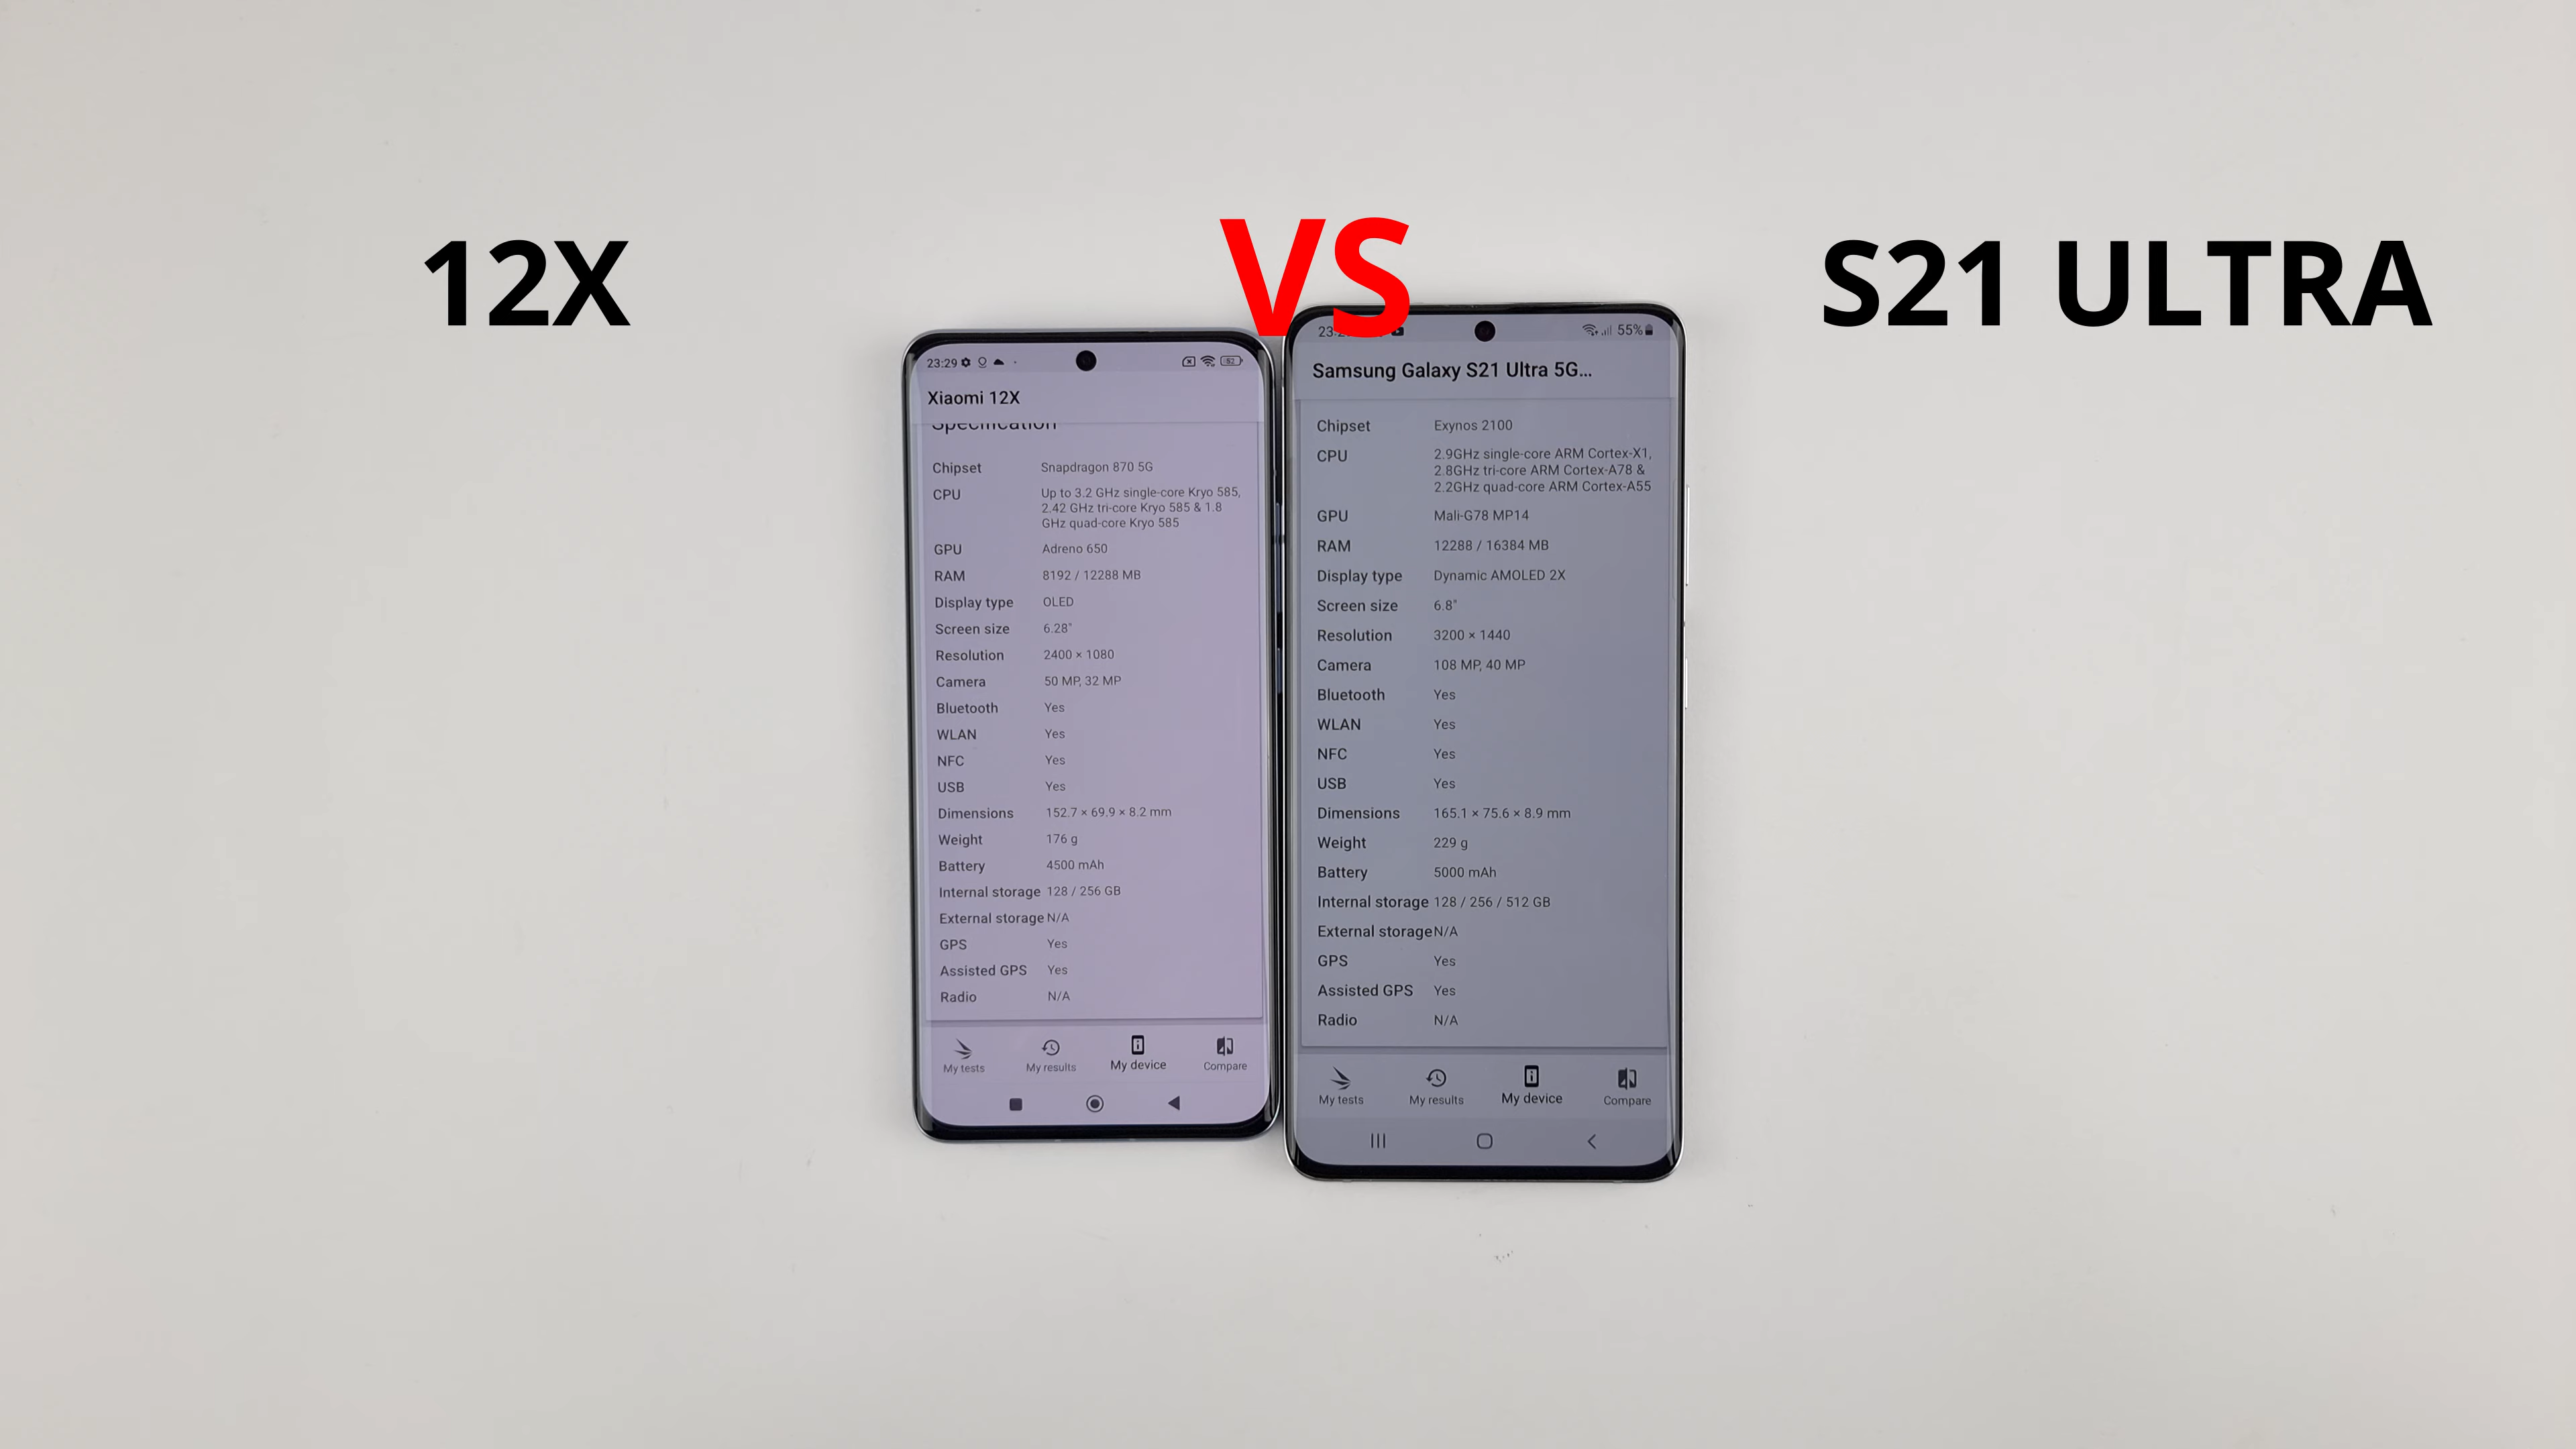 12X
VS
S21 ULTRA
23:29
52
Xiaomi 12X
Specification
Chipset Snapdragon 870 5G
CPU Up to 3.2 GHz single-core Kryo 585,
2.42 GHz tri-core Kryo 585 & 1.8
GHz quad-core Kryo 585
GPU Adreno 650
RAM 8192 / 12288 MB
Display type OLED
Screen size 6.28"
Resolution 2400 × 1080
Camera 50 MP, 32 MP
Bluetooth Yes
WLAN Yes
NFC Yes
USB Yes
Dimensions 152.7 × 69.9 × 8.2 mm
Weight 176 g
Battery 4500 mAh
Internal storage 128 / 256 GB
External storage N/A
GPS Yes
Assisted GPS Yes
Radio N/A
My tests My results My device Compare
55%
Samsung Galaxy S21 Ultra 5G...
Chipset Exynos 2100
CPU 2.9GHz single-core ARM Cortex-X1,
2.8GHz tri-core ARM Cortex-A78 &
2.2GHz quad-core ARM Cortex-A55
GPU Mali-G78 MP14
RAM 12288 / 16384 MB
Display type Dynamic AMOLED 2X
Screen size 6.8"
Resolution 3200 × 1440
Camera 108 MP, 40 MP
Bluetooth Yes
WLAN Yes
NFC Yes
USB Yes
Dimensions 165.1 × 75.6 × 8.9 mm
Weight 229 g
Battery 5000 mAh
Internal storage 128 / 256 / 512 GB
External storage N/A
GPS Yes
Assisted GPS Yes
Radio N/A
My tests My results My device Compare